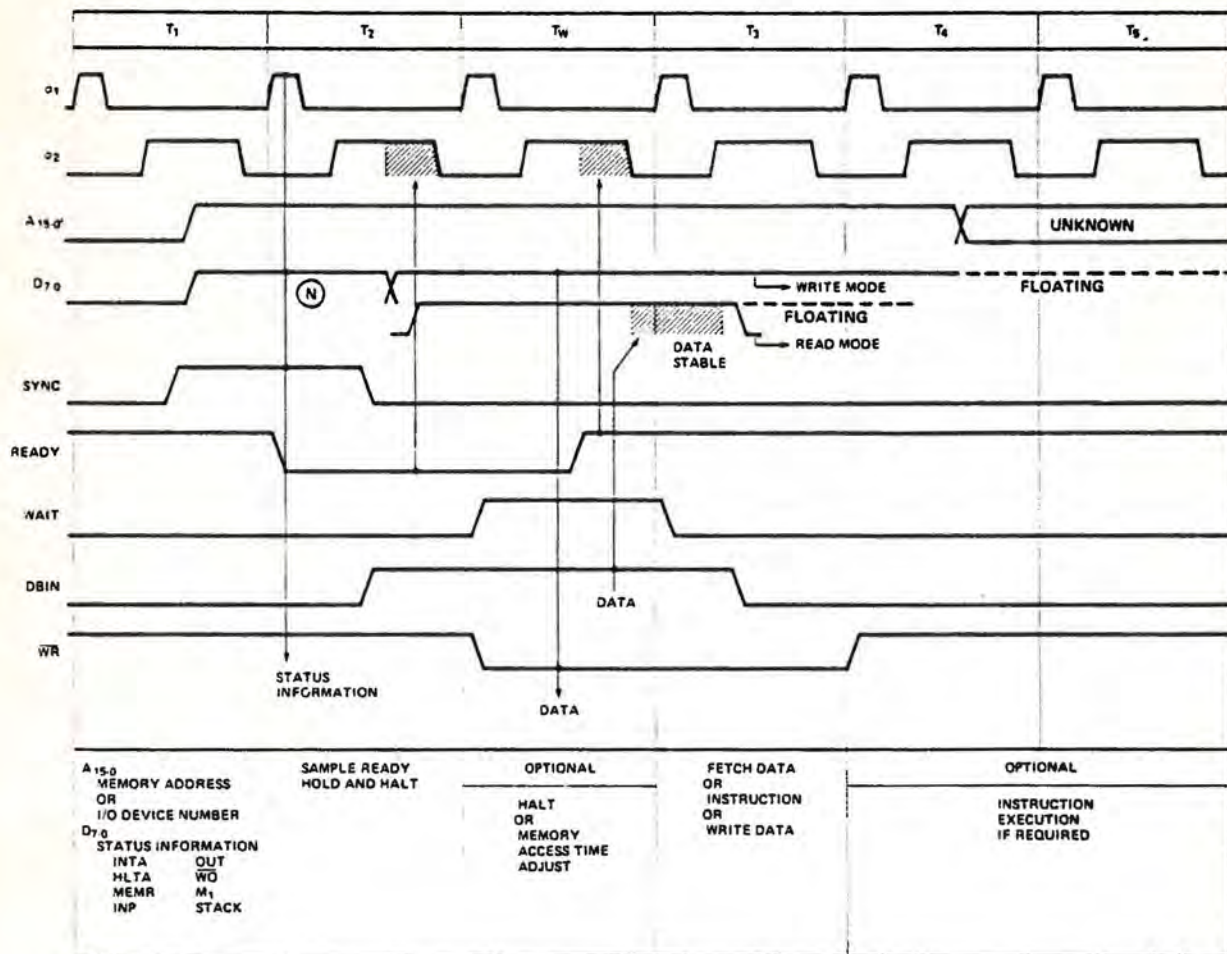 T1 T2 TW T3 T4 T5
ø1
ø2
A15-0
UNKNOWN
D7-0
N
WRITE MODE
FLOATING
FLOATING
DATA
STABLE
READ MODE
SYNC
READY
WAIT
DBIN
DATA
WR
STATUS
INFORMATION
DATA
A15-0
MEMORY ADDRESS
OR
I/O DEVICE NUMBER
D7-0
STATUS INFORMATION
INTA OUT
HLTA W̅O̅
MEMR M1
INP STACK
SAMPLE READY
HOLD AND HALT
OPTIONAL
HALT
OR
MEMORY
ACCESS TIME
ADJUST
FETCH DATA
OR
INSTRUCTION
OR
WRITE DATA
OPTIONAL
INSTRUCTION
EXECUTION
IF REQUIRED